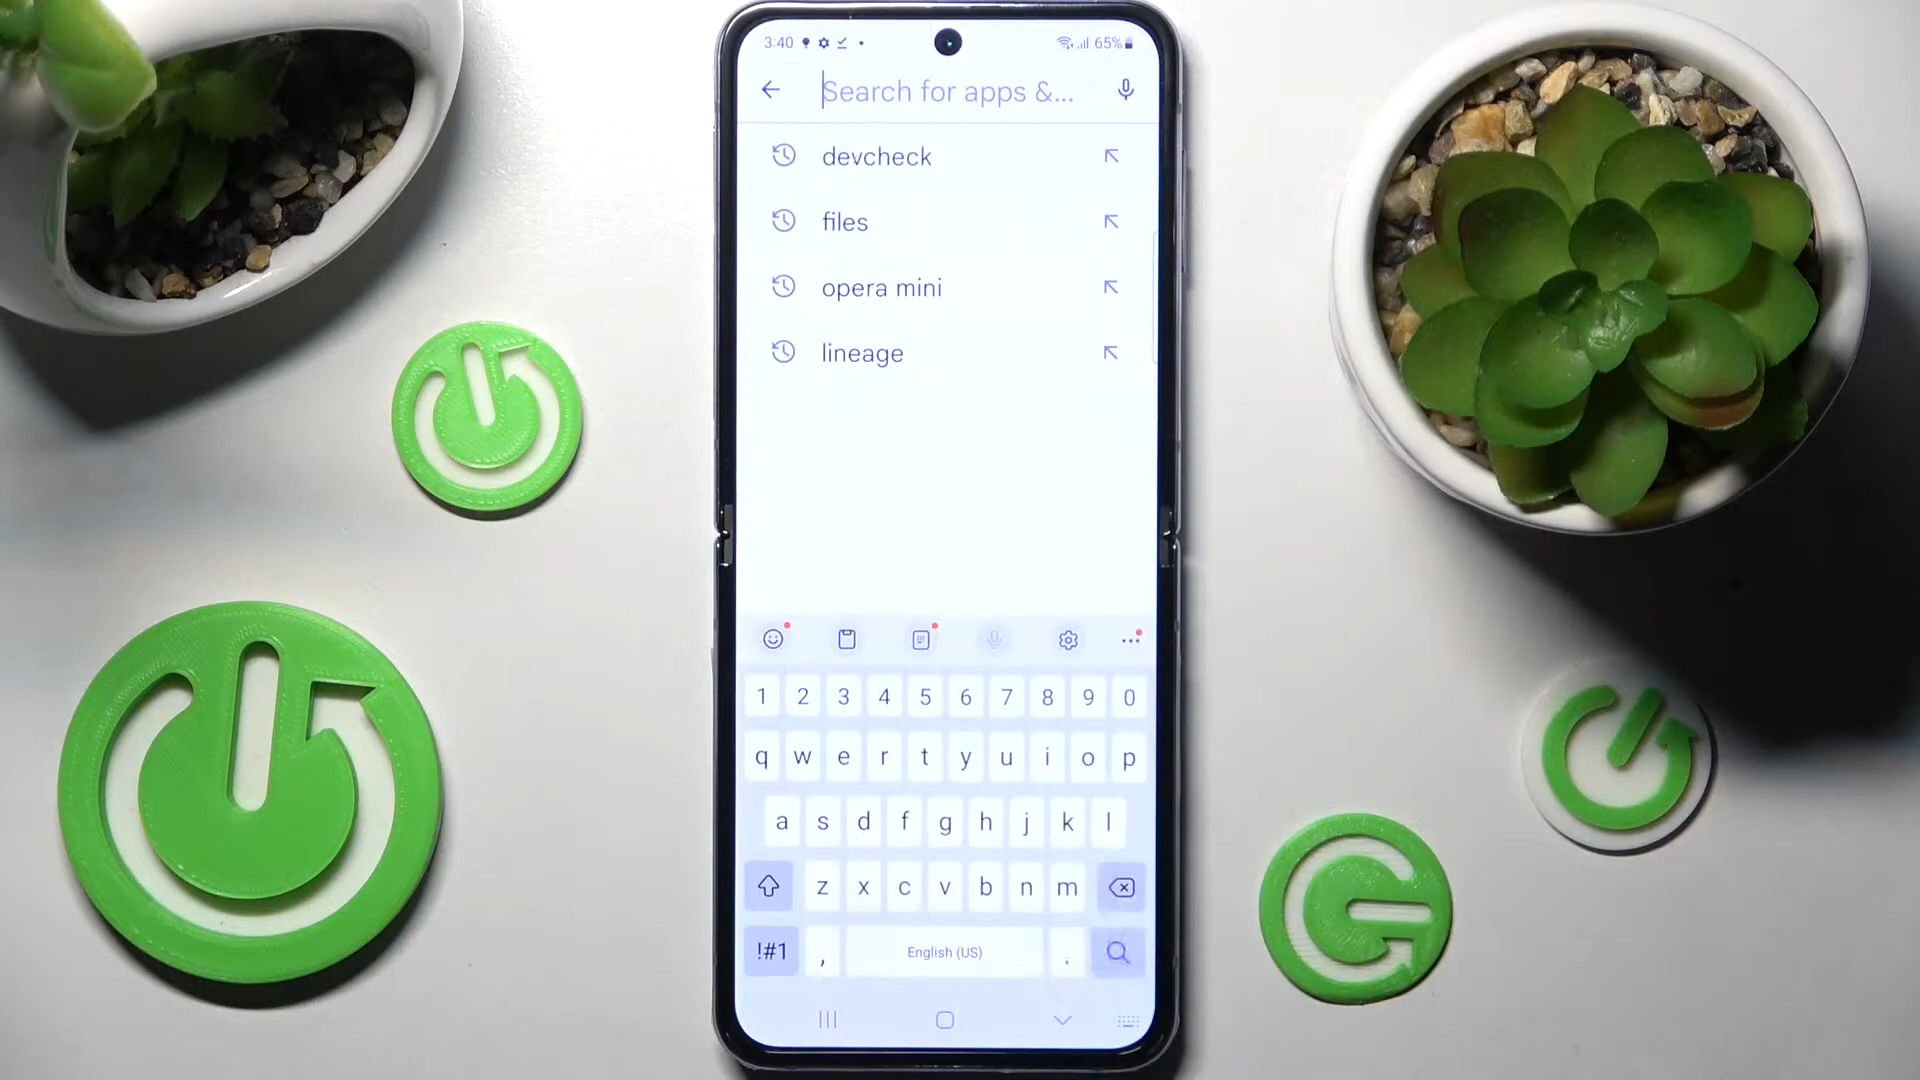 3:40 65%
Search for apps &...
devcheck
files
opera mini
lineage
1 2 3 4 5 6 7 8 9 0
q w e r t y u i o p
a s d f g h j k l
z x c v b n m
!#1 , English (US) .